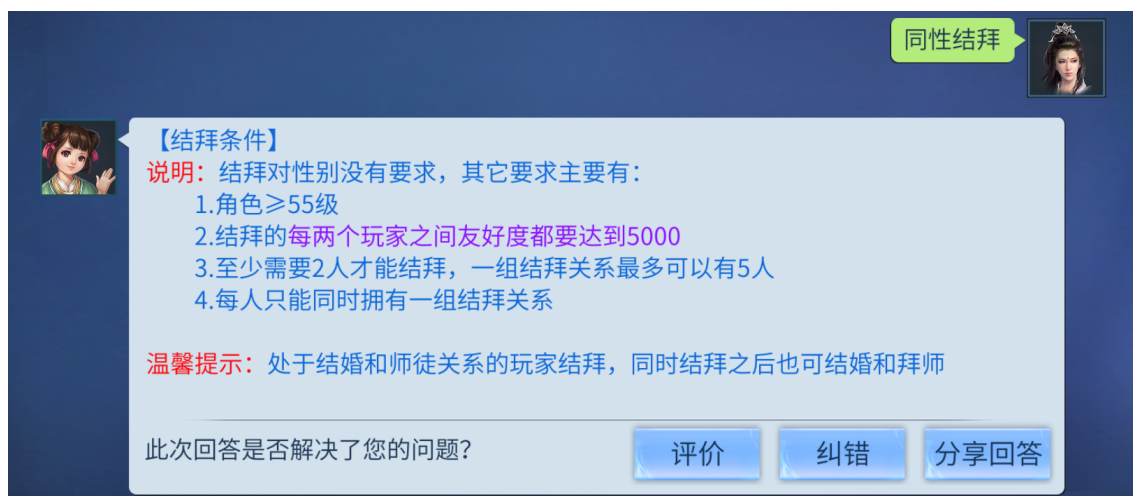 同性结拜
【结拜条件】
说明：结拜对性别没有要求，其它要求主要有：
1.角色≥55级
2.结拜的每两个玩家之间友好度都要达到5000
3.至少需要2人才能结拜，一组结拜关系最多可以有5人
4.每人只能同时拥有一组结拜关系
温馨提示：处于结婚和师徒关系的玩家结拜，同时结拜之后也可结婚和拜师
此次回答是否解决了您的问题？
评价
纠错
分享回答